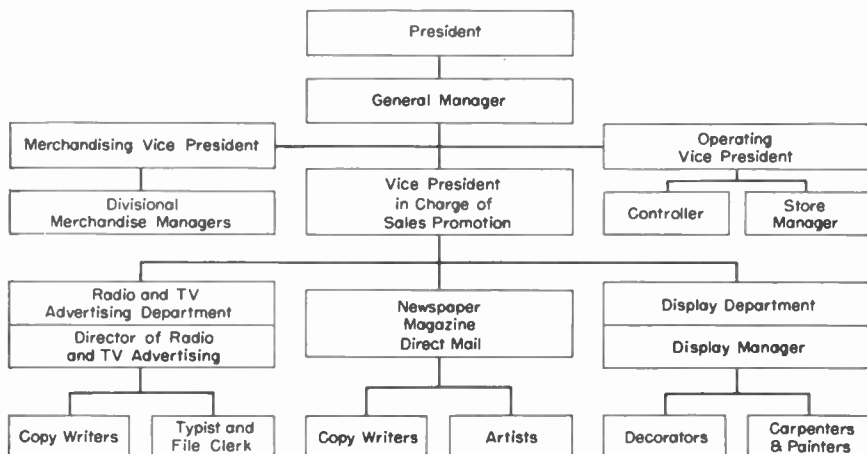 President
General Manager
Merchandising Vice President
Operating
Vice President
Divisional
Merchandise Managers
Vice President
in Charge of
Sales Promotion
Controller
Store
Manager
Radio and TV
Advertising Department
Director of Radio
and TV Advertising
Newspaper
Magazine
Direct Mail
Display Department
Display Manager
Copy Writers
Typist and
File Clerk
Copy Writers
Artists
Decorators
Carpenters
& Painters